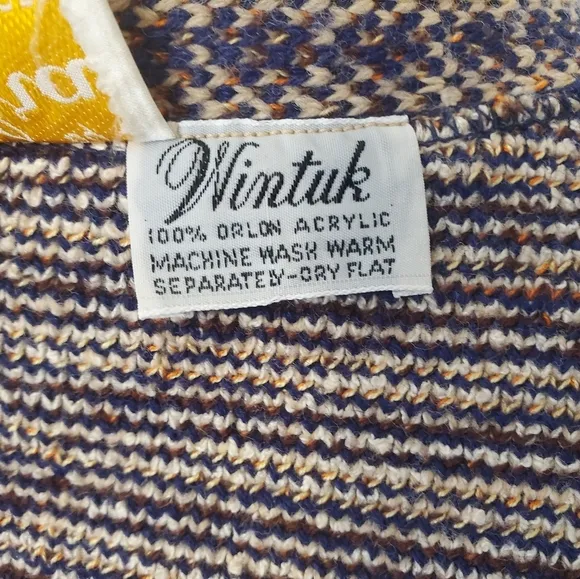 Wintuk
100% ORLON ACRYLIC
MACHINE WASH WARM
SEPARATELY-DRY FLAT